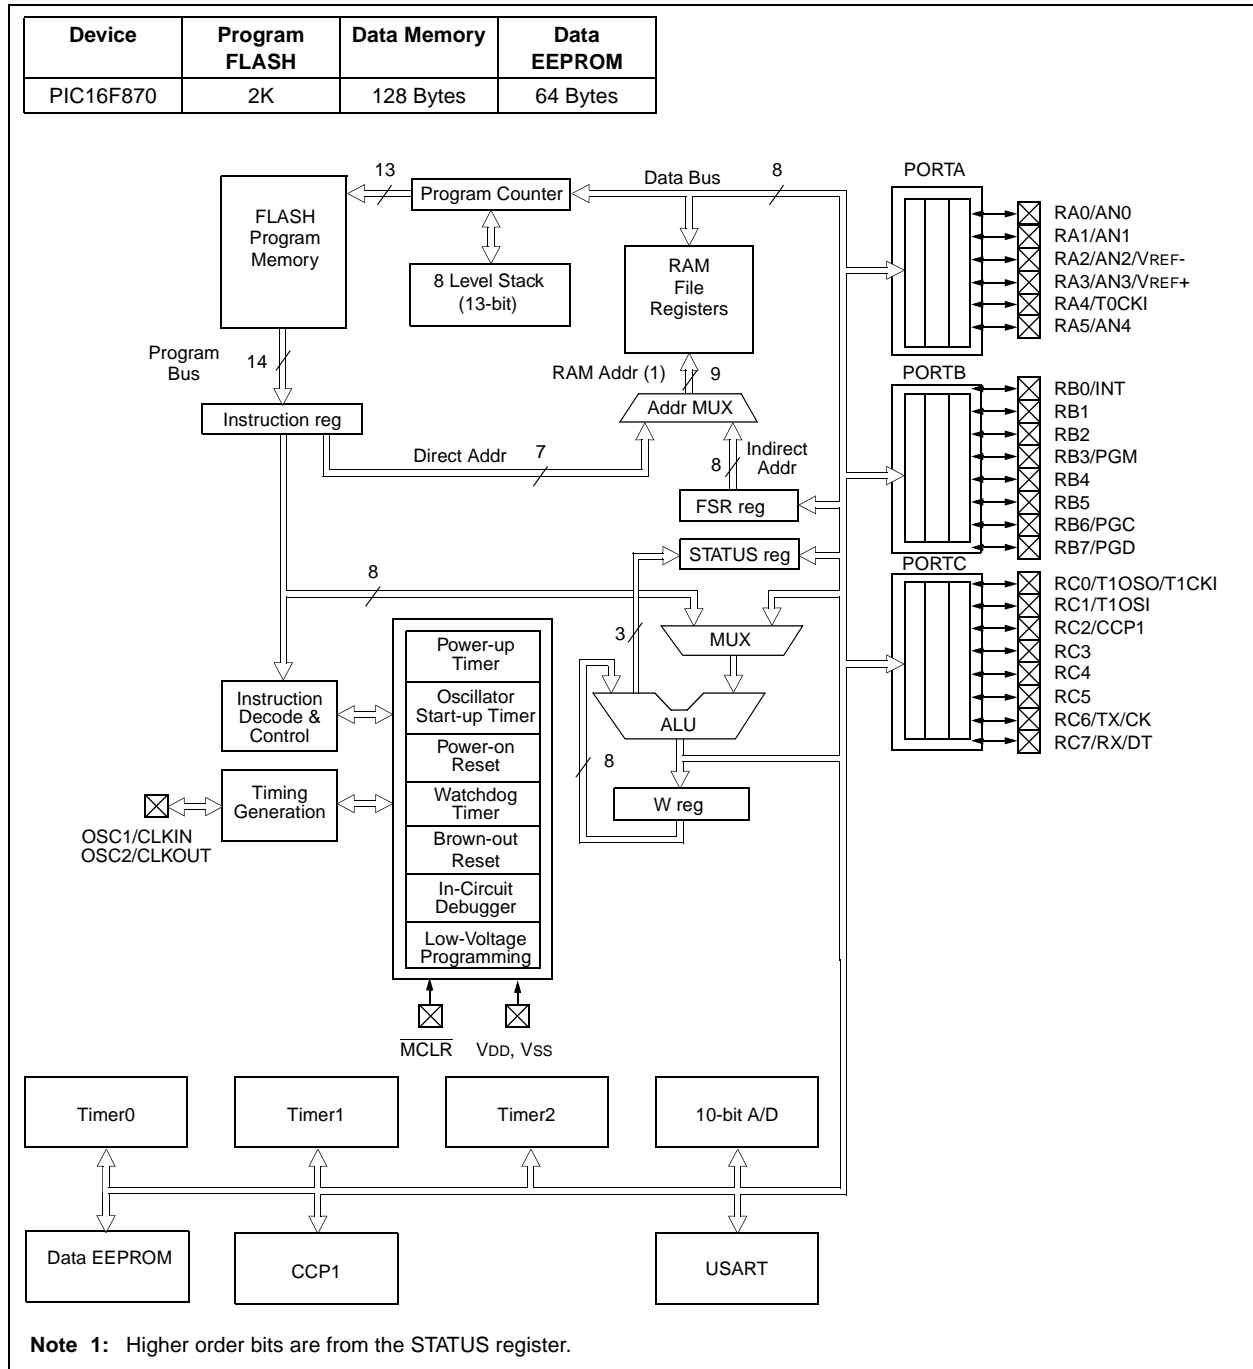 Device Program FLASH Data Memory Data EEPROM
PIC16F870 2K 128 Bytes 64 Bytes
13
Program Counter
Data Bus
8
PORTA
FLASH
Program
Memory
8 Level Stack
(13-bit)
RAM
File
Registers
RA0/AN0
RA1/AN1
RA2/AN2/VREF-
RA3/AN3/VREF+
RA4/T0CKI
RA5/AN4
Program
Bus
14
RAM Addr (1)
9
PORTB
Instruction reg
Addr MUX
Direct Addr
7
8
Indirect
Addr
FSR reg
RB0/INT
RB1
RB2
RB3/PGM
RB4
RB5
RB6/PGC
RB7/PGD
STATUS reg
PORTC
8
3
MUX
RC0/T1OSO/T1CKI
RC1/T1OSI
RC2/CCP1
RC3
RC4
RC5
RC6/TX/CK
RC7/RX/DT
Power-up
Timer
Oscillator
Start-up Timer
Power-on
Reset
Watchdog
Timer
Brown-out
Reset
In-Circuit
Debugger
Low-Voltage
Programming
Instruction
Decode &
Control
ALU
8
W reg
Timing
Generation
OSC1/CLKIN
OSC2/CLKOUT
MCLR
VDD, VSS
Timer0
Timer1
Timer2
10-bit A/D
Data EEPROM
CCP1
USART
Note 1: Higher order bits are from the STATUS register.